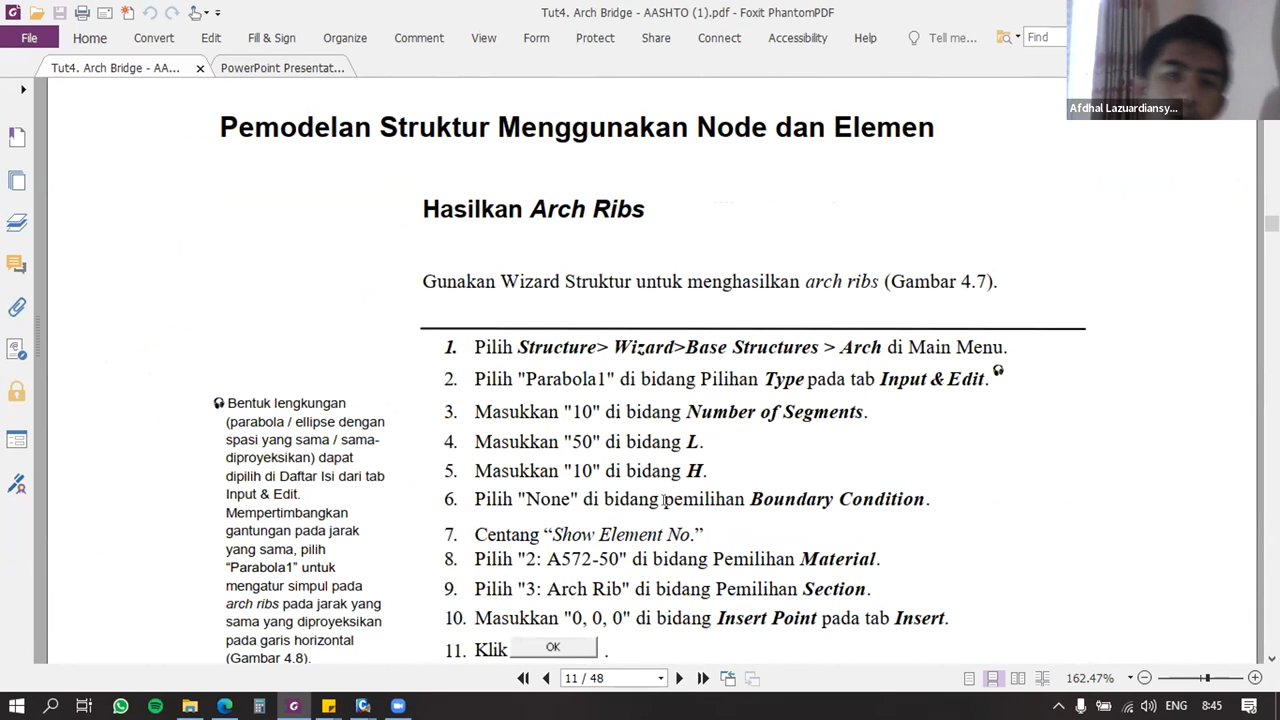 Tut4. Arch Bridge - AASHTO (1).pdf - Foxit PhantomPDF
File Home Convert Edit Fill & Sign Organize Comment View Form Protect Share Connect Accessibility Help Tell me... Find
Tut4. Arch Bridge - AA... PowerPoint Presentat...
Afdhal Lazuardiansy...
Pemodelan Struktur Menggunakan Node dan Elemen
Hasilkan Arch Ribs
Gunakan Wizard Struktur untuk menghasilkan arch ribs (Gambar 4.7).
1. Pilih Structure> Wizard>Base Structures > Arch di Main Menu.
2. Pilih "Parabola1" di bidang Pilihan Type pada tab Input & Edit.
3. Masukkan "10" di bidang Number of Segments.
4. Masukkan "50" di bidang L.
5. Masukkan "10" di bidang H.
6. Pilih "None" di bidang pemilihan Boundary Condition.
7. Centang “Show Element No.”
8. Pilih "2: A572-50" di bidang Pemilihan Material.
9. Pilih "3: Arch Rib" di bidang Pemilihan Section.
10. Masukkan "0, 0, 0" di bidang Insert Point pada tab Insert.
11. Klik OK .
Bentuk lengkungan
(parabola / ellipse dengan
spasi yang sama / sama-
diproyeksikan) dapat
dipilih di Daftar Isi dari tab
Input & Edit.
Mempertimbangkan
gantungan pada jarak
yang sama, pilih
“Parabola1” untuk
mengatur simpul pada
arch ribs pada jarak yang
sama yang diproyeksikan
pada garis horizontal
(Gambar 4.8).
11 / 48
162.47%
ENG 8:45